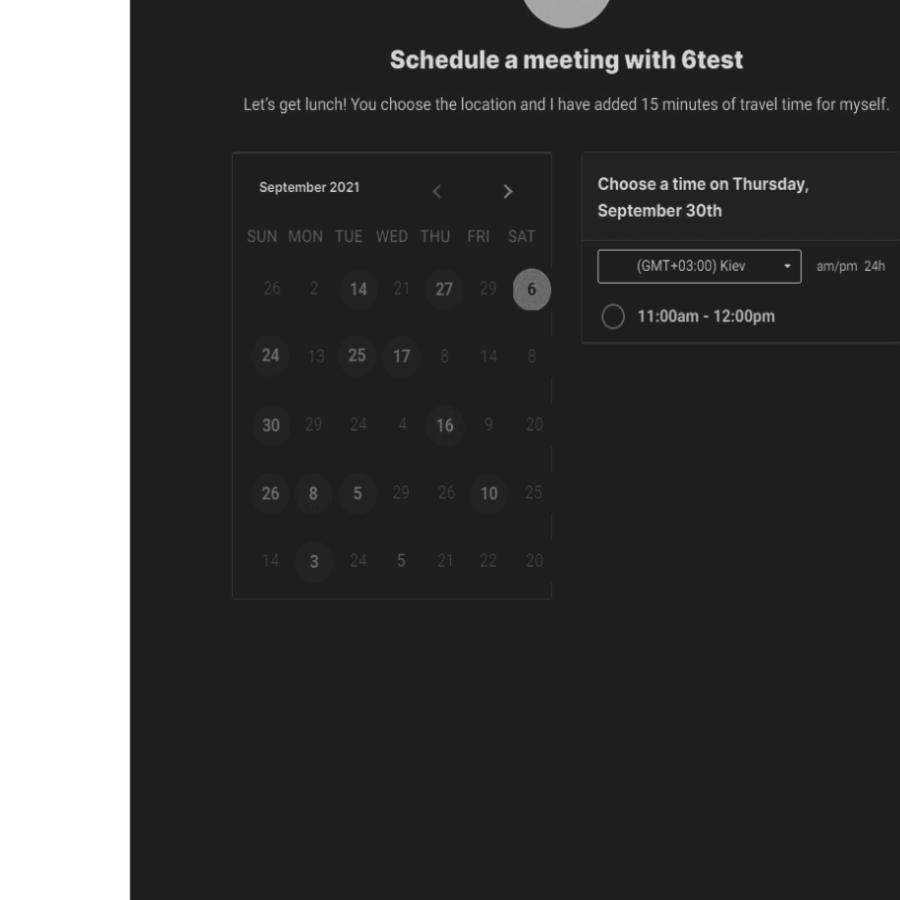 Schedule a meeting with 6test
Let's get lunch! You choose the location and I have added 15 minutes of travel time for myself.
September 2021
SUN MON TUE WED THU FRI SAT
26 2 14 21 27 29 6
24 13 25 17 8 14 8
30 29 24 4 16 9 20
26 8 5 29 26 10 25
14 3 24 5 21 22 20
Choose a time on Thursday,
September 30th
(GMT+03:00) Kiev am/pm 24h
11:00am - 12:00pm